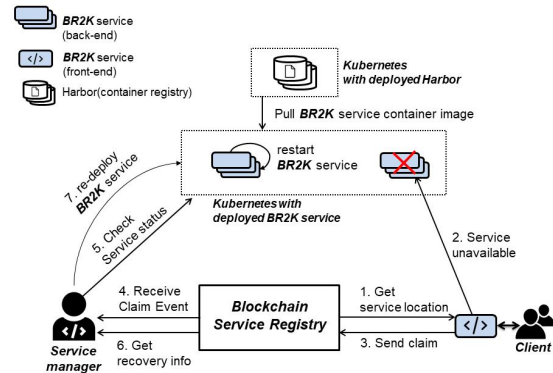 BR2K service
(back-end)
</>
BR2K service
(front-end)
Harbor(container registry)
Kubernetes
with deployed Harbor
Pull BR2K service container image
restart
BR2K service
Kubernetes with
deployed BR2K service
7. re-deploy
BR2K service
5. Check
Service status
2. Service
unavailable
4. Receive
Claim Event
Blockchain
Service Registry
1. Get
service location
</>
</>
6. Get
recovery info
3. Send claim
Service
manager
Client